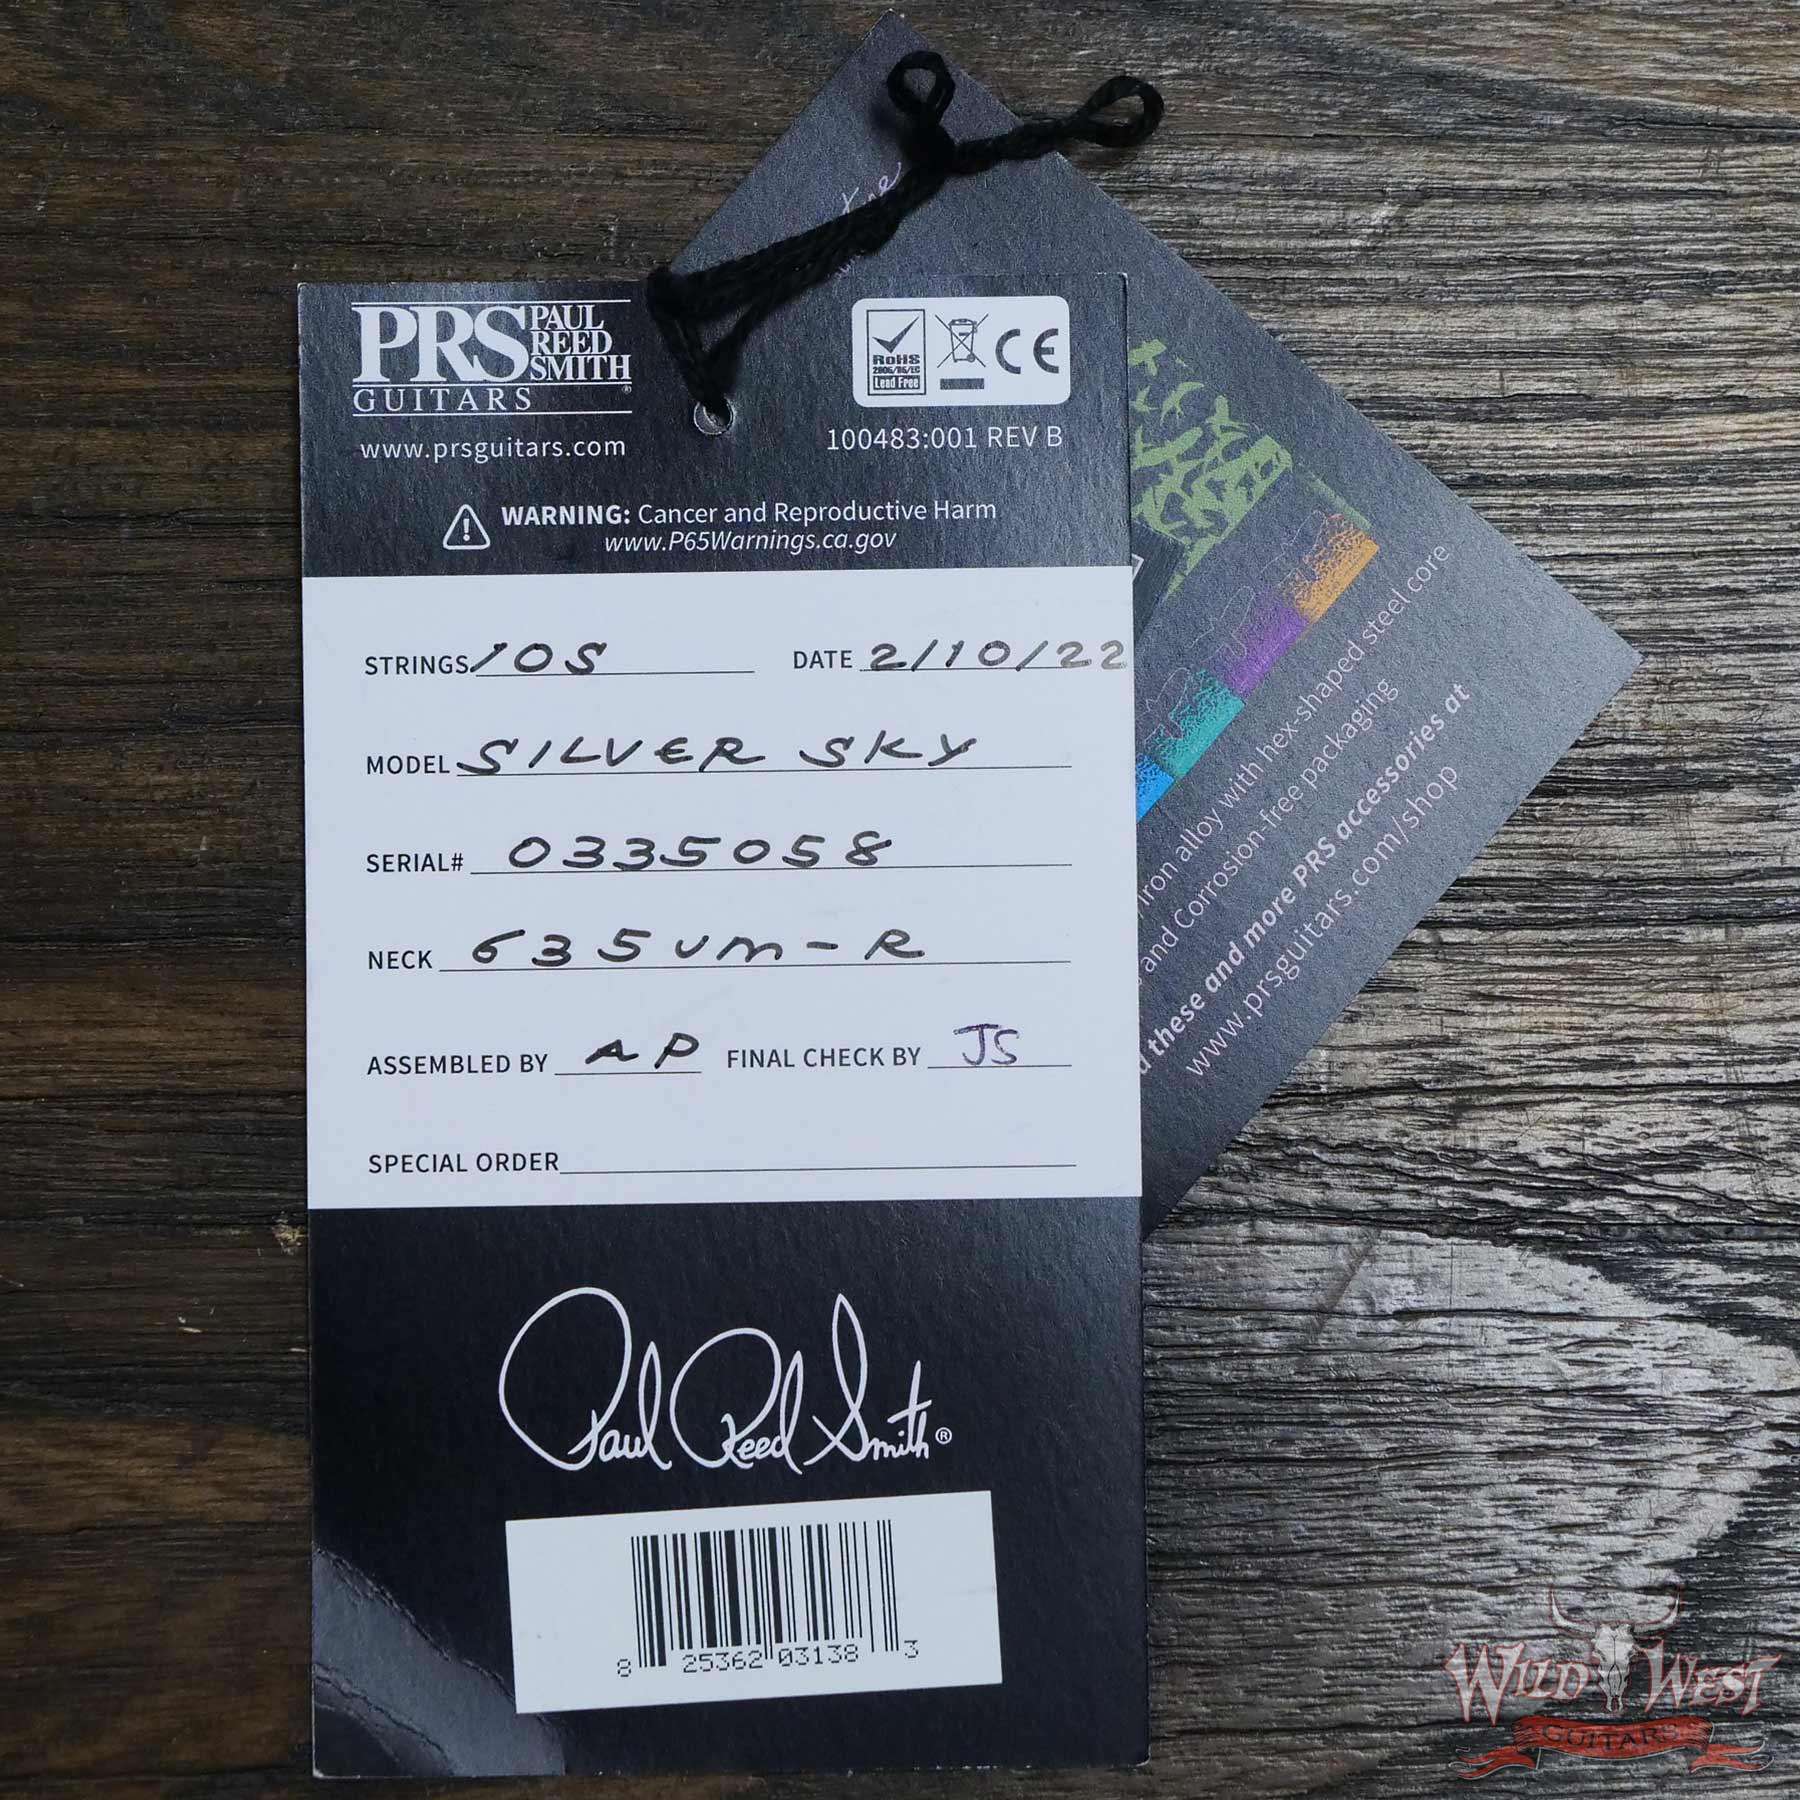 PRS PAUL REED SMITH
GUITARS ®
www.prsguitars.com
RoHS
2006/95/EC
Lead Free
CE
100483:001 REV B
WARNING: Cancer and Reproductive Harm
www.P65Warnings.ca.gov
STRINGS 10S DATE 2/10/22
MODEL SILVER SKY
SERIAL# 0335058
NECK 635VM-R
ASSEMBLED BY AP FINAL CHECK BY JS
SPECIAL ORDER
Paul Reed Smith ®
8 25362 03138 3
Iron alloy with hex-shaped steel core
and Corrosion-free packaging
these and more PRS accessories at
www.prsguitars.com/shop
WILD WEST
GUITARS